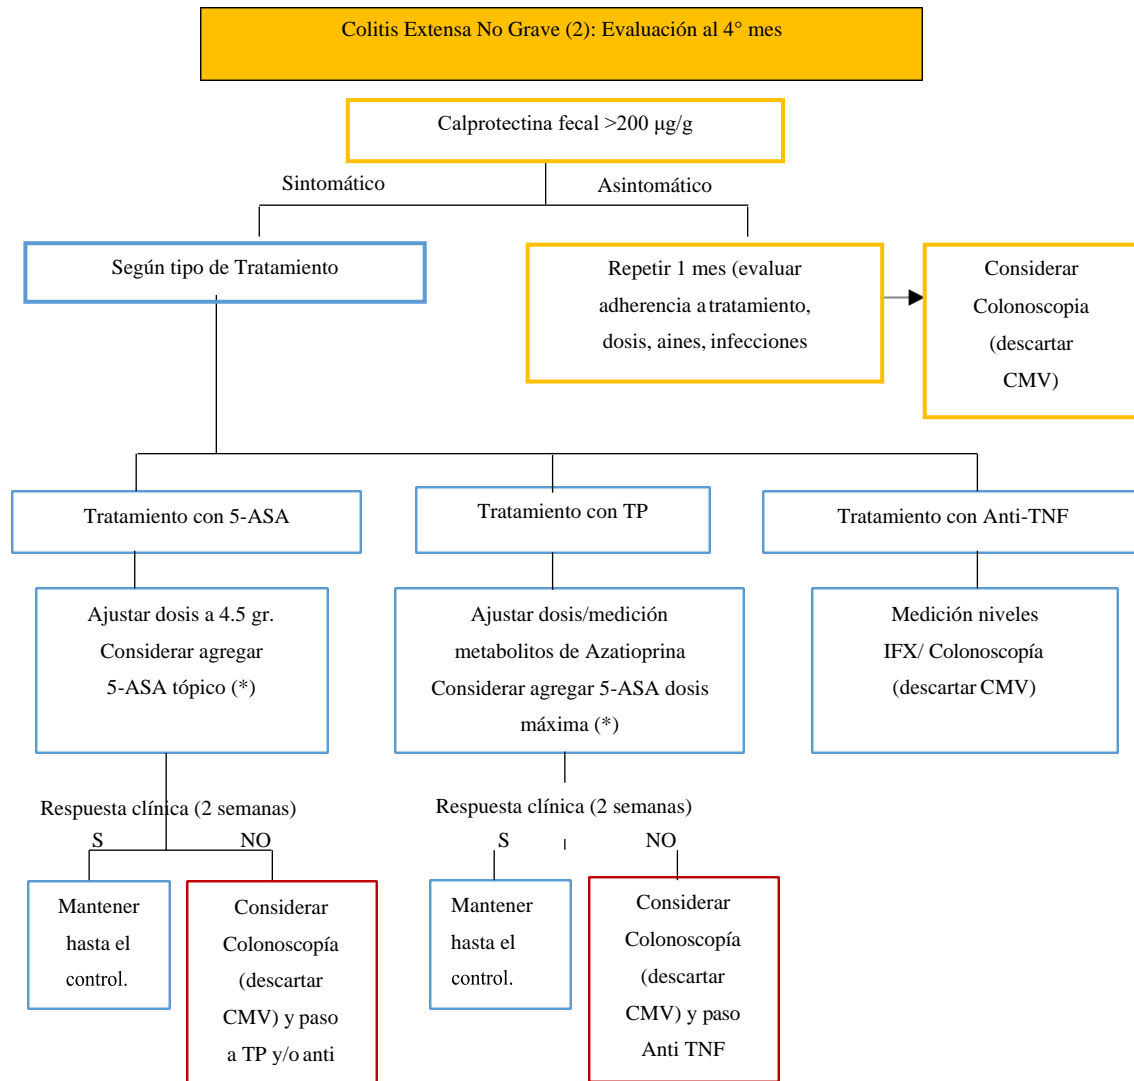 Colitis Extensa No Grave (2): Evaluación al 4° mes
Calprotectina fecal >200 μg/g
Sintomático
Asintomático
Según tipo de Tratamiento
Repetir 1 mes (evaluar
adherencia a tratamiento,
dosis, aines, infecciones
Considerar
Colonoscopia
(descartar
CMV)
Tratamiento con 5-ASA
Tratamiento con TP
Tratamiento con Anti-TNF
Ajustar dosis a 4.5 gr.
Considerar agregar
5-ASA tópico (*)
Ajustar dosis/medición
metabolitos de Azatioprina
Considerar agregar 5-ASA dosis
máxima (*)
Medición niveles
IFX/ Colonoscopía
(descartar CMV)
Respuesta clínica (2 semanas)
S
NO
Respuesta clínica (2 semanas)
S
NO
Mantener
hasta el
control.
Considerar
Colonoscopía
(descartar
CMV) y paso
a TP y/o anti
Mantener
hasta el
control.
Considerar
Colonoscopía
(descartar
CMV) y paso
Anti TNF